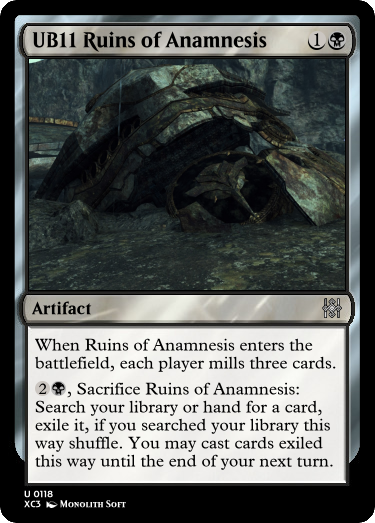 UB11 Ruins of Anamnesis 1
Artifact
When Ruins of Anamnesis enters the
battlefield, each player mills three cards.
2 , Sacrifice Ruins of Anamnesis:
Search your library or hand for a card,
exile it, if you searched your library this
way shuffle. You may cast cards exiled
this way until the end of your next turn.
U 0118
XC3 Monolith Soft